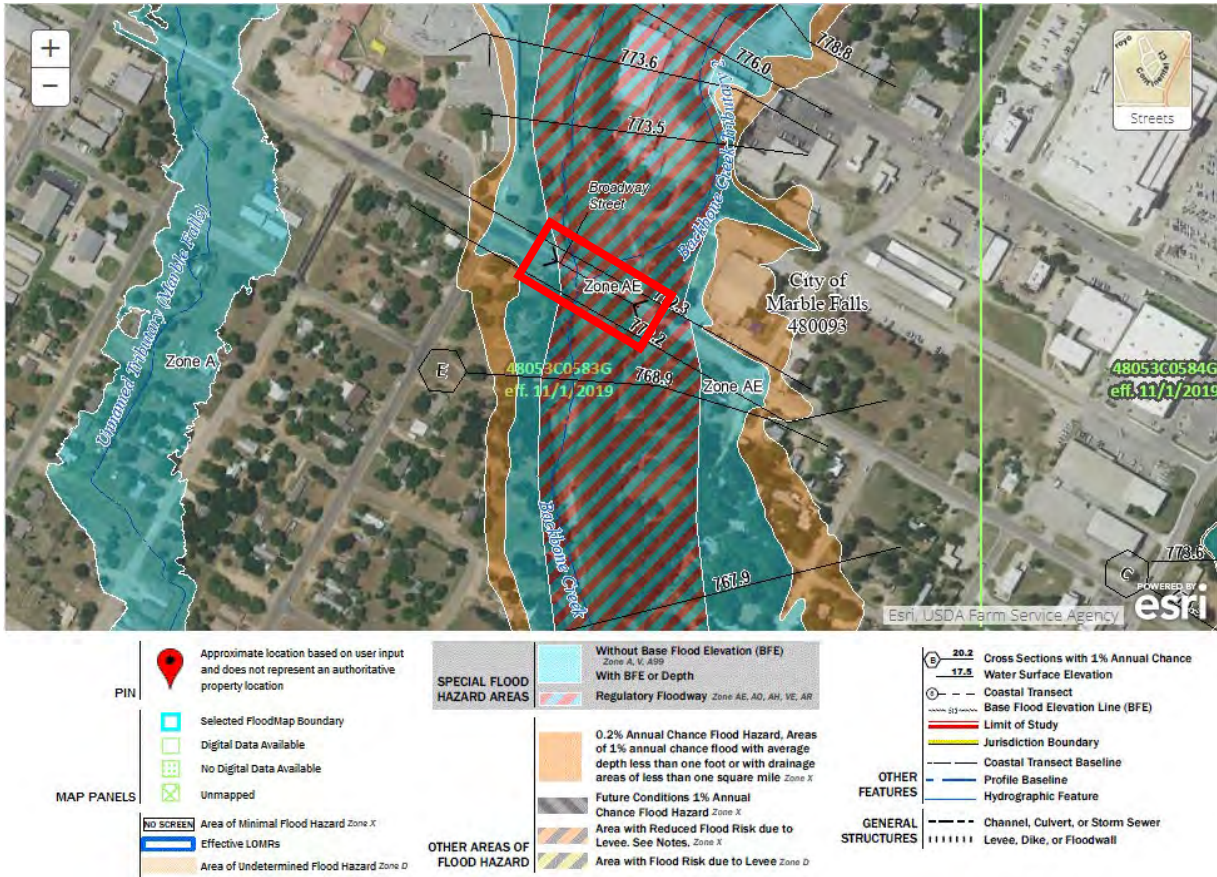 +
−
royo
Continental Ct
Streets
773.6
776.0
778.8
773.5
Backbone Creek Tributary 2
Broadway
Street
Zone AE
City of
Marble Falls
480093
Unnamed Tributary (Marble Falls)
Zone A
E
48053C0583G
eff. 11/1/2019
768.9
Zone AE
48053C0584G
eff. 11/1/2019
Backbone Creek
767.9
773.6
C
POWERED BY
esri
Esri, USDA Farm Service Agency
PIN
Approximate location based on user input
and does not represent an authoritative
property location
MAP PANELS
Selected FloodMap Boundary
Digital Data Available
No Digital Data Available
Unmapped
NO SCREEN Area of Minimal Flood Hazard Zone X
Effective LOMRs
Area of Undetermined Flood Hazard Zone D
SPECIAL FLOOD
HAZARD AREAS
Without Base Flood Elevation (BFE)
Zone A, V, A99
With BFE or Depth
Regulatory Floodway Zone AE, AO, AH, VE, AR
OTHER AREAS OF
FLOOD HAZARD
0.2% Annual Chance Flood Hazard, Areas
of 1% annual chance flood with average
depth less than one foot or with drainage
areas of less than one square mile Zone X
Future Conditions 1% Annual
Chance Flood Hazard Zone X
Area with Reduced Flood Risk due to
Levee. See Notes. Zone X
Area with Flood Risk due to Levee Zone D
OTHER
FEATURES
B 20.2 Cross Sections with 1% Annual Chance
17.5 Water Surface Elevation
8 Coastal Transect
513 Base Flood Elevation Line (BFE)
Limit of Study
Jurisdiction Boundary
Coastal Transect Baseline
Profile Baseline
Hydrographic Feature
GENERAL
STRUCTURES
Channel, Culvert, or Storm Sewer
Levee, Dike, or Floodwall